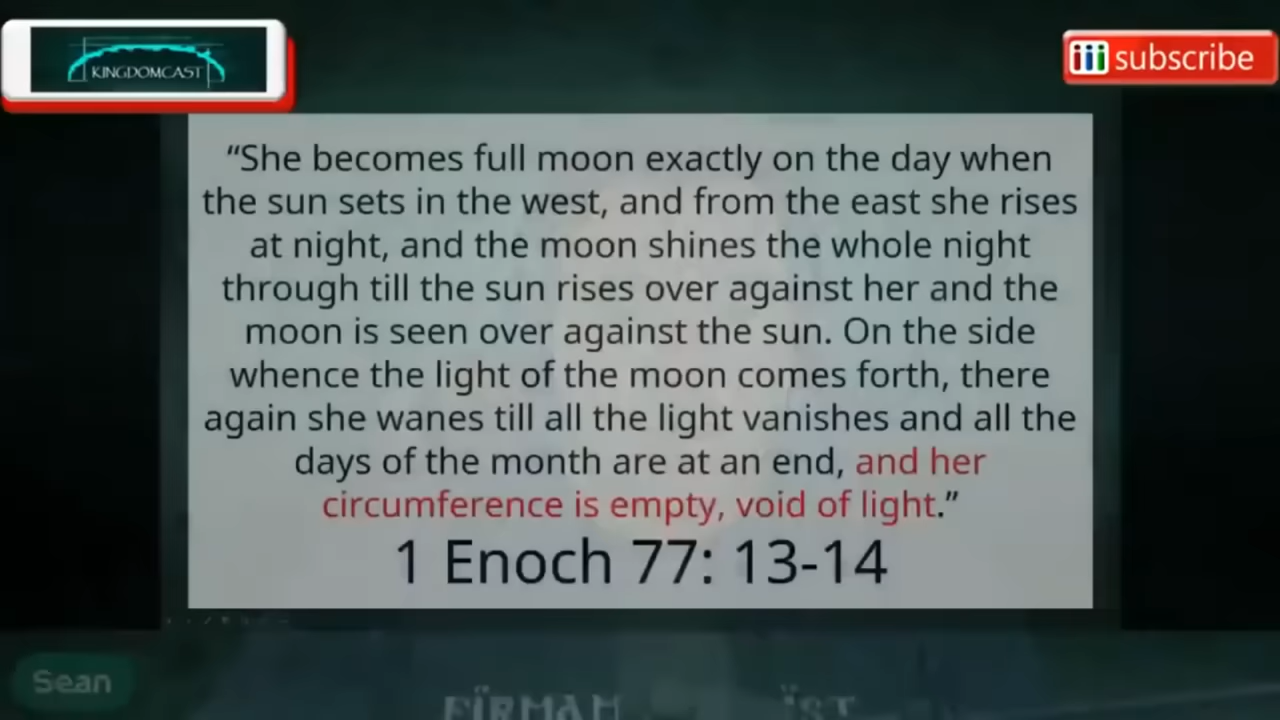 KINGDOMCAST
subscribe
“She becomes full moon exactly on the day when
the sun sets in the west, and from the east she rises
at night, and the moon shines the whole night
through till the sun rises over against her and the
moon is seen over against the sun. On the side
whence the light of the moon comes forth, there
again she wanes till all the light vanishes and all the
days of the month are at an end, and her
circumference is empty, void of light.”
1 Enoch 77: 13-14
Sean